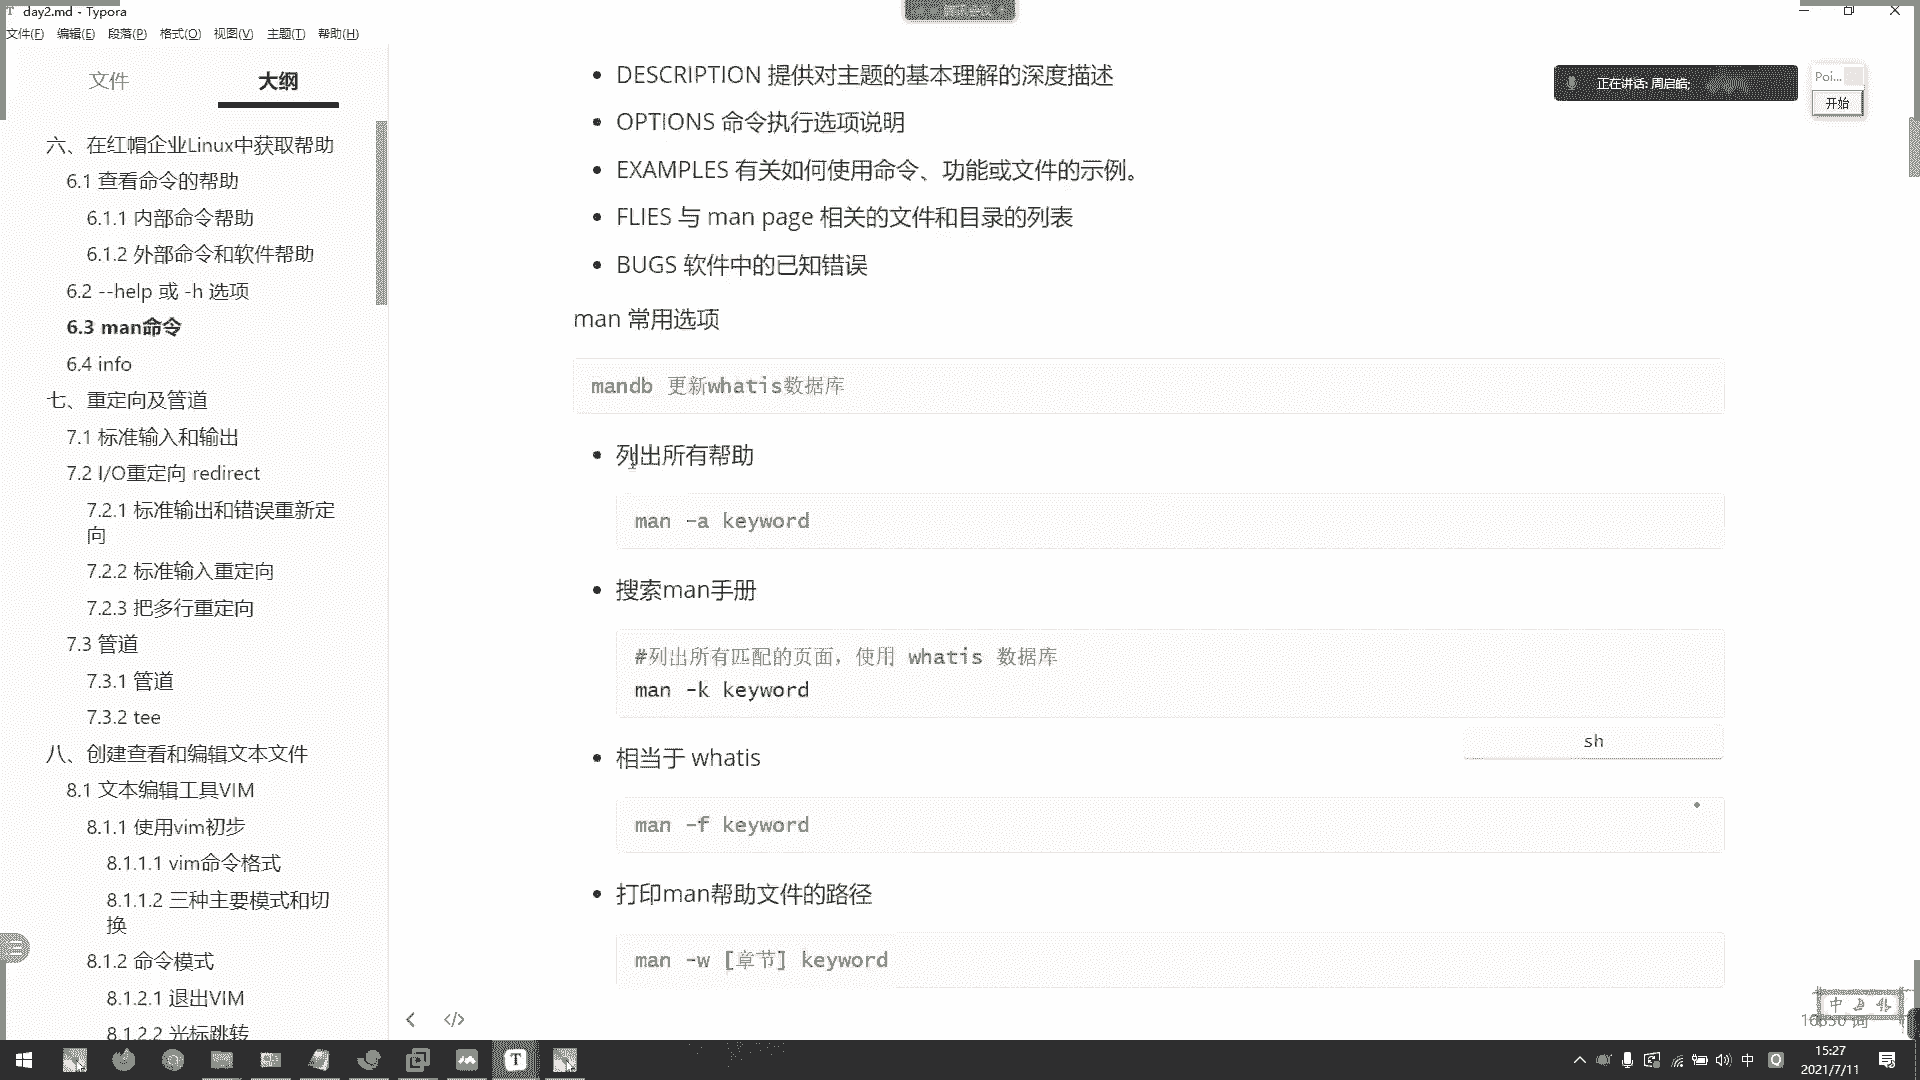 day2.md - Typora
文件(F) 编辑(E) 段落(P) 格式(O) 视图(V) 主题(T) 帮助(H)
文件 大纲
六、在红帽企业Linux中获取帮助
6.1 查看命令的帮助
6.1.1 内部命令帮助
6.1.2 外部命令和软件帮助
6.2 --help 或 -h 选项
6.3 man命令
6.4 info
七、重定向及管道
7.1 标准输入和输出
7.2 I/O重定向 redirect
7.2.1 标准输出和错误重新定
向
7.2.2 标准输入重定向
7.2.3 把多行重定向
7.3 管道
7.3.1 管道
7.3.2 tee
八、创建查看和编辑文本文件
8.1 文本编辑工具VIM
8.1.1 使用vim初步
8.1.1.1 vim命令格式
8.1.1.2 三种主要模式和切
换
8.1.2 命令模式
8.1.2.1 退出VIM
8.1.2.2 光标跳转
DESCRIPTION 提供对主题的基本理解的深度描述
OPTIONS 命令执行选项说明
EXAMPLES 有关如何使用命令、功能或文件的示例。
FLIES 与 man page 相关的文件和目录的列表
BUGS 软件中的已知错误
man 常用选项
mandb 更新whatis数据库
列出所有帮助
man -a keyword
搜索man手册
#列出所有匹配的页面，使用 whatis 数据库
man -k keyword
sh
相当于 whatis
man -f keyword
打印man帮助文件的路径
man -w [章节] keyword
正在讲话: 周启皓;
Poi...
开始
中
15:27
2021/7/11